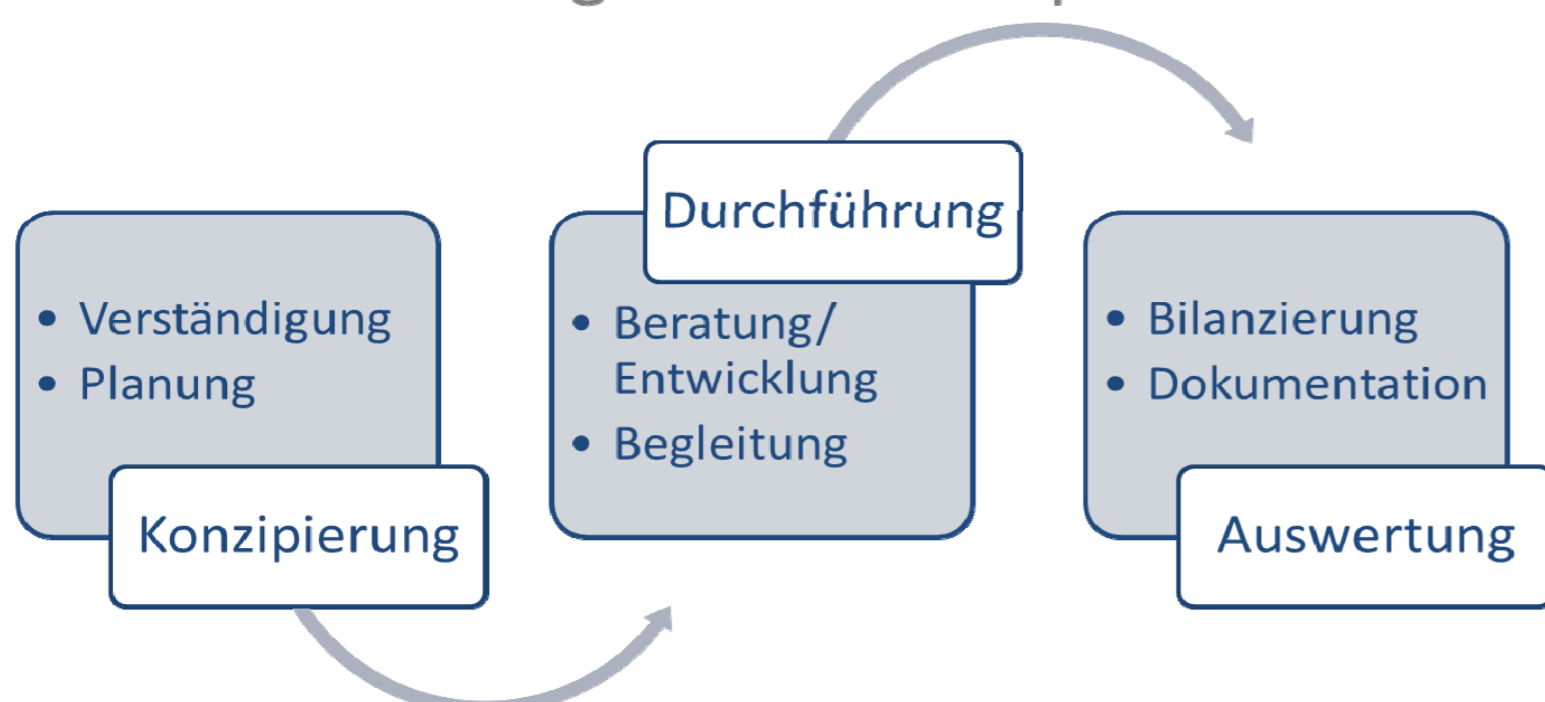 • Verständigung
• Planung
Konzipierung
Durchführung
• Beratung/
Entwicklung
• Begleitung
• Bilanzierung
• Dokumentation
Auswertung